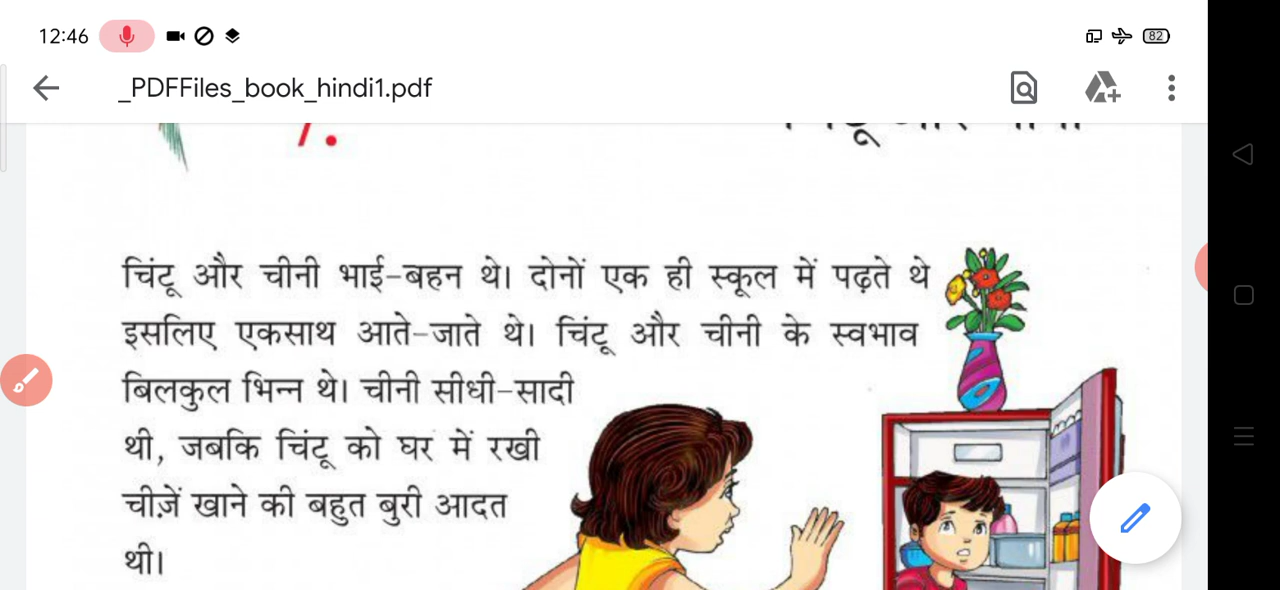 12:46
82
_PDFFiles_book_hindi1.pdf
7.
चिंटू और चीनी भाई-बहन थे। दोनों एक ही स्कूल में पढ़ते थे
इसलिए एकसाथ आते-जाते थे। चिंटू और चीनी के स्वभाव
बिलकुल भिन्न थे। चीनी सीधी-सादी
थी, जबकि चिंटू को घर में रखी
चीज़ें खाने की बहुत बुरी आदत
थी।